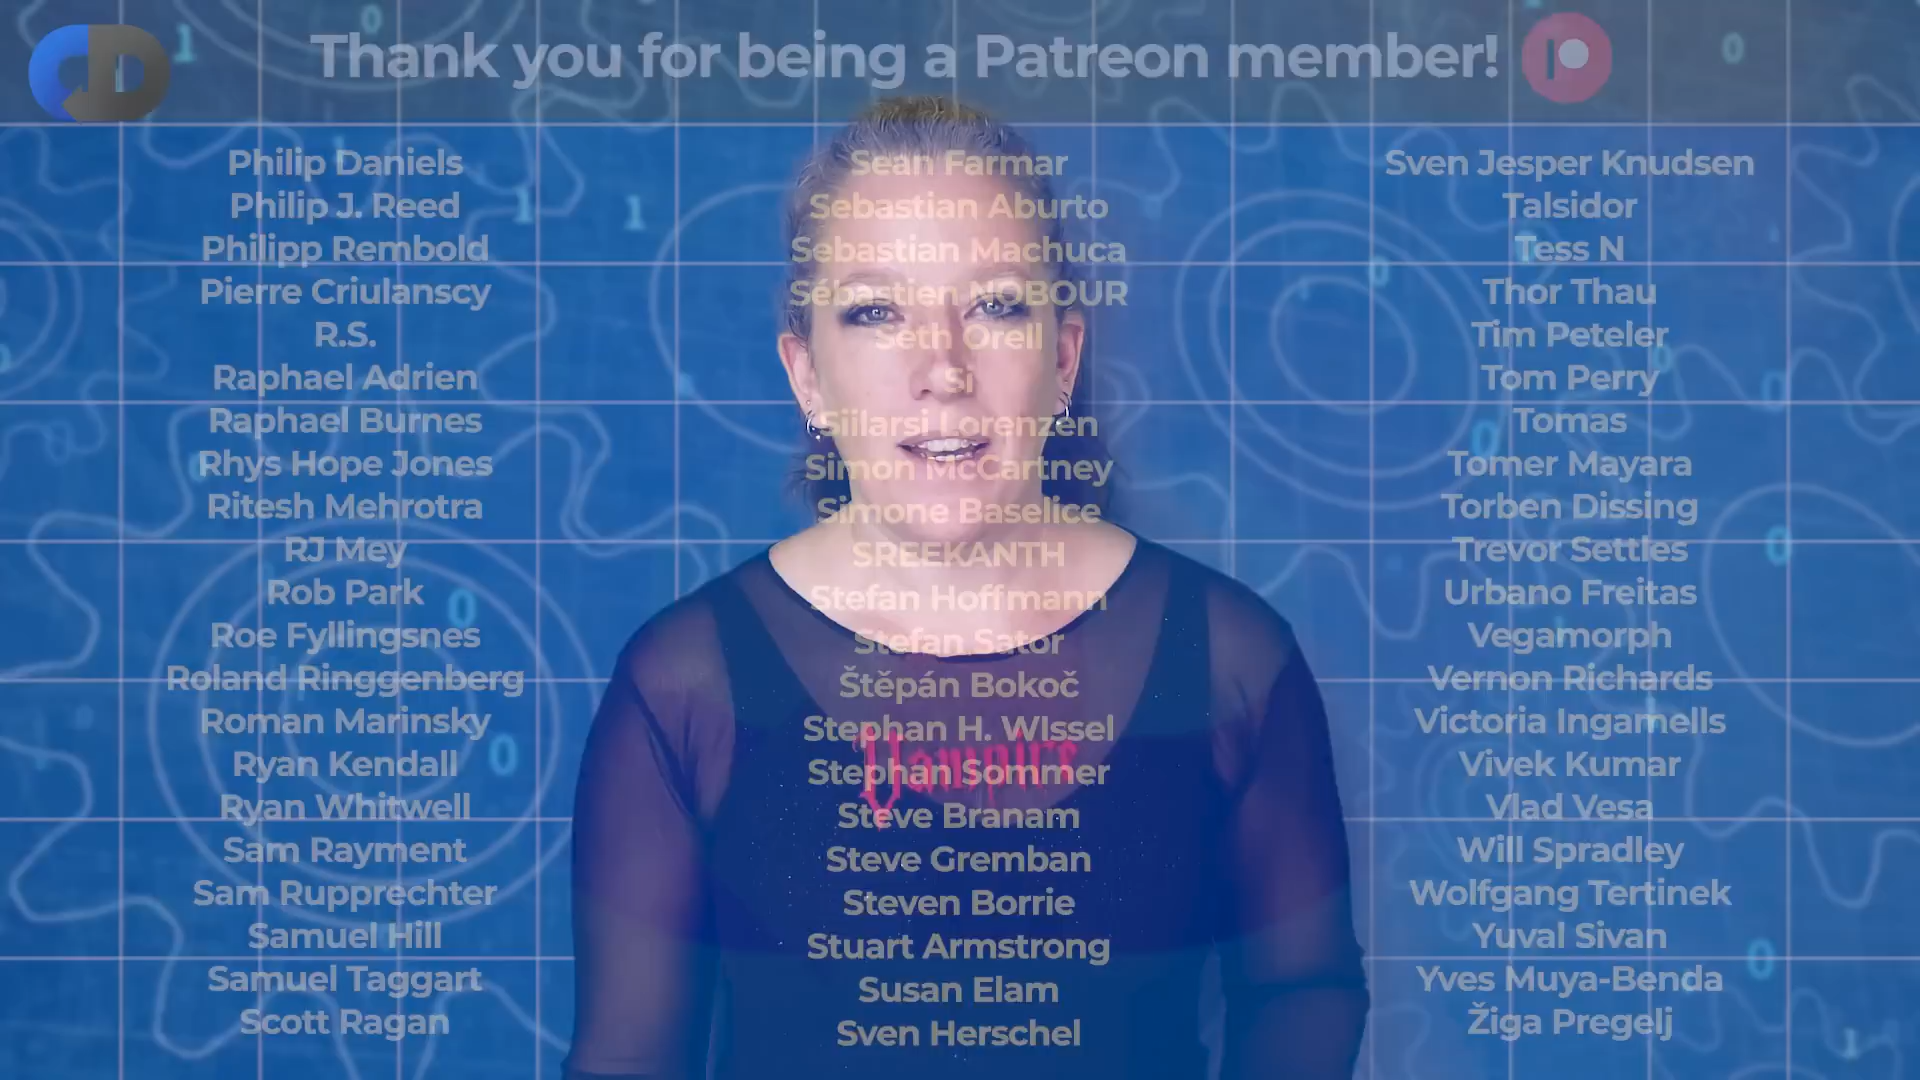 Thank you for being a Patreon member!
Philip Daniels
Philip J. Reed
Philipp Rembold
Pierre Criulanscy
R.S.
Raphael Adrien
Raphael Burnes
Rhys Hope Jones
Ritesh Mehrotra
RJ Mey
Rob Park
Roe Fyllingsnes
Roland Ringgenberg
Roman Marinsky
Ryan Kendall
Ryan Whitwell
Sam Rayment
Sam Rupprechter
Samuel Hill
Samuel Taggart
Scott Ragan
Sean Farmar
Sebastian Aburto
Sebastian Machuca
Sébastien
Seth Orell
Si
Siilarsi Lorenzen
Simon McCartney
Simone Baselice
SREEKANTH
Stefan Hoffmann
Stefan Sator
Štěpán Bokoč
Stephan H. WIssel
Stephan Sommer
Steve Branam
Steve Gremban
Steven Borrie
Stuart Armstrong
Susan Elam
Sven Herschel
Vampire
Sven Jesper Knudsen
Talsidor
Tess N
Thor Thau
Tim Peteler
Tom Perry
Tomas
Tomer Mayara
Torben Dissing
Trevor Settles
Urbano Freitas
Vegamorph
Vernon Richards
Victoria Ingamells
Vivek Kumar
Vlad Vesa
Will Spradley
Wolfgang Tertinek
Yuval Sivan
Yves Muya-Benda
Žiga Pregelj